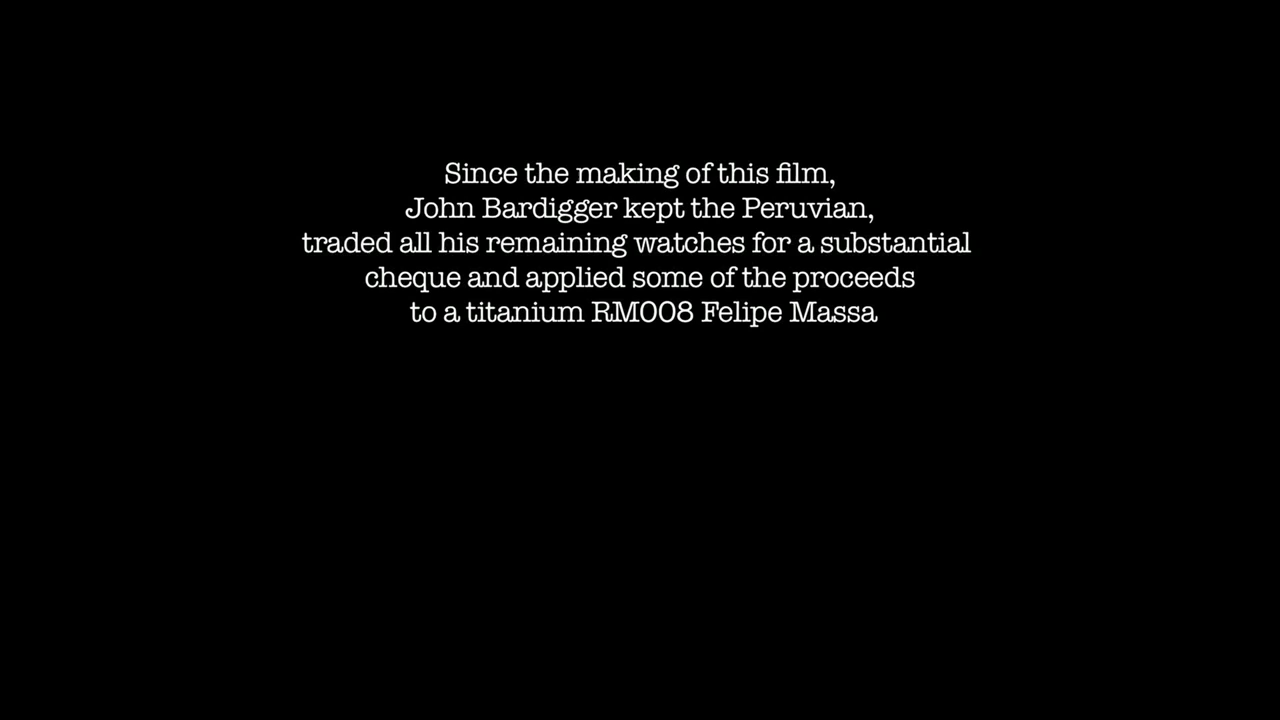 Since the making of this film,
John Bardigger kept the Peruvian,
traded all his remaining watches for a substantial
cheque and applied some of the proceeds
to a titanium RM008 Felipe Massa